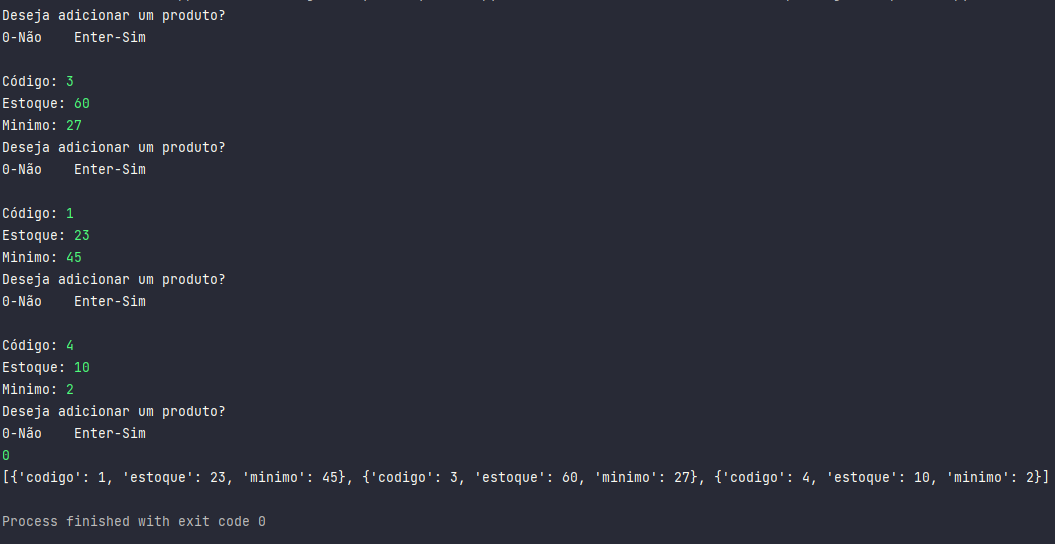 Deseja adicionar um produto?
0-Não    Enter-Sim

Código: 3
Estoque: 60
Minimo: 27
Deseja adicionar um produto?
0-Não    Enter-Sim

Código: 1
Estoque: 23
Minimo: 45
Deseja adicionar um produto?
0-Não    Enter-Sim

Código: 4
Estoque: 10
Minimo: 2
Deseja adicionar um produto?
0-Não    Enter-Sim
0
[{'codigo': 1, 'estoque': 23, 'minimo': 45}, {'codigo': 3, 'estoque': 60, 'minimo': 27}, {'codigo': 4, 'estoque': 10, 'minimo': 2}]

Process finished with exit code 0